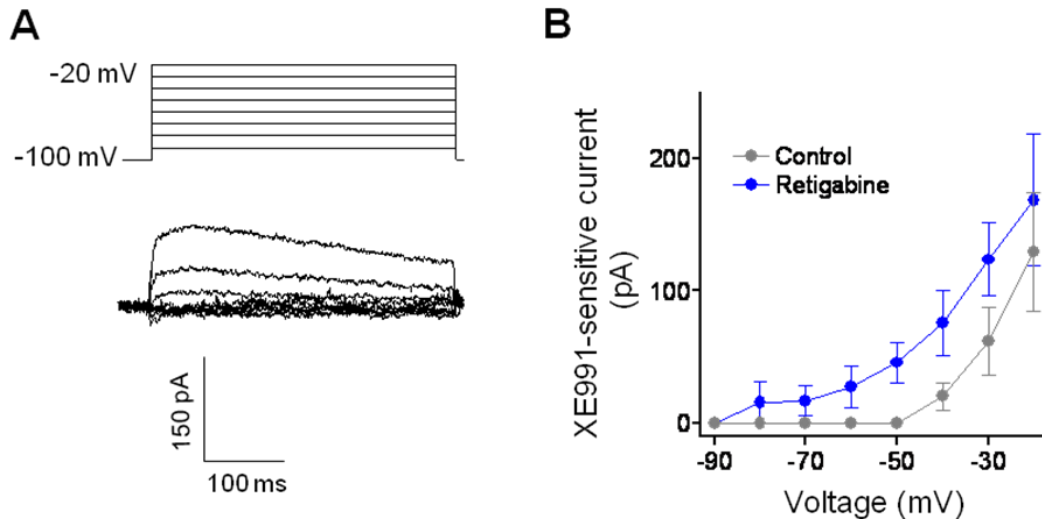 A
-20 mV
-100 mV
150 pA
100 ms
B
XE991-sensitive current
(pA)
200
100
0
Control
Retigabine
-90
-70
-50
-30
Voltage (mV)